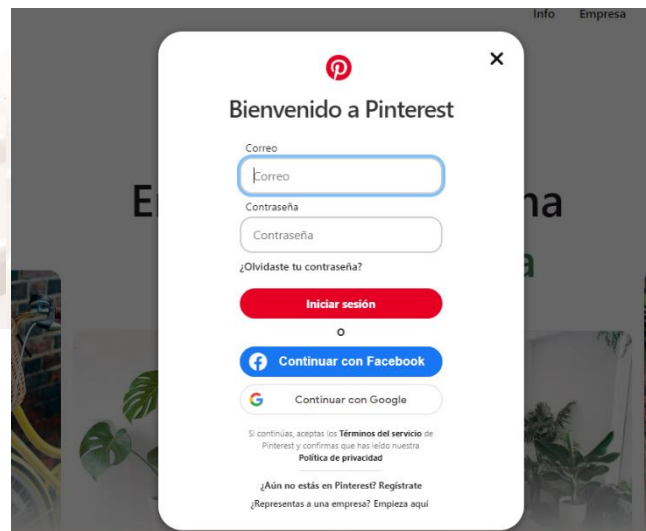 Info Empresa
Bienvenido a Pinterest
Correo
Correo
Contraseña
Contraseña
¿Olvidaste tu contraseña?
Iniciar sesión
o
Continuar con Facebook
Continuar con Google
Si continúas, aceptas los Términos del servicio de
Pinterest y confirmas que has leído nuestra
Política de privacidad
¿Aún no estás en Pinterest? Regístrate
¿Representas a una empresa? Empieza aquí